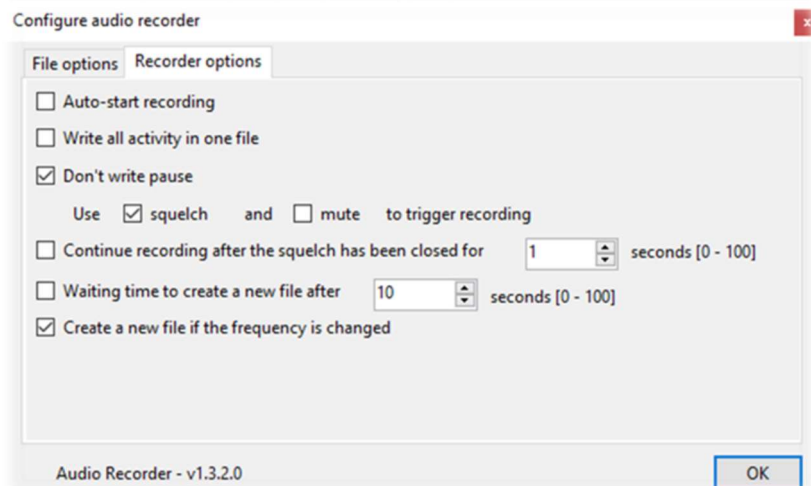 Configure audio recorder
x
File options Recorder options
Auto-start recording
Write all activity in one file
Don't write pause
Use squelch and mute to trigger recording
Continue recording after the squelch has been closed for 1 seconds [0 - 100]
Waiting time to create a new file after 10 seconds [0 - 100]
Create a new file if the frequency is changed
Audio Recorder - v1.3.2.0 OK